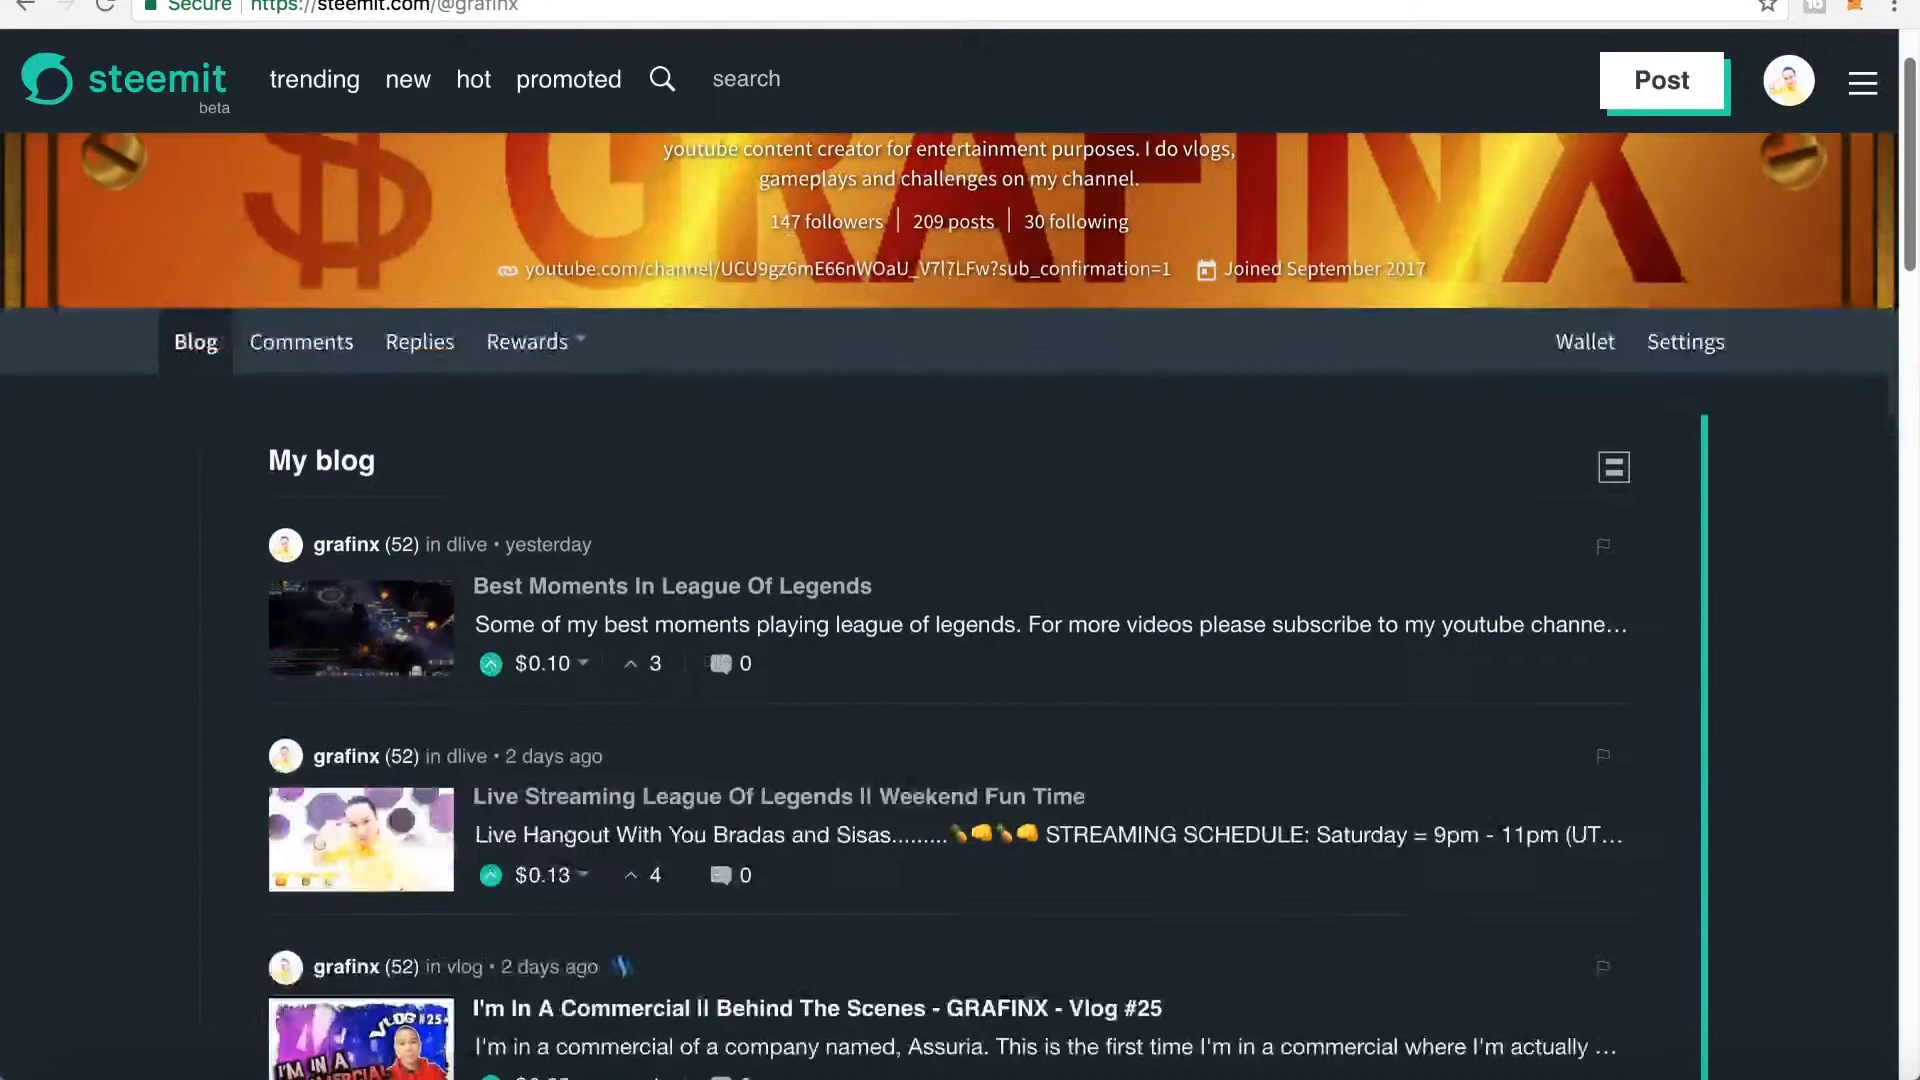 Secure | https://steemit.com/@grafinx
steemit
beta
trending new hot promoted search
Post
$ GRAFINX
youtube content creator for entertainment purposes. I do vlogs,
gameplays and challenges on my channel.
147 followers | 209 posts | 30 following
youtube.com/channel/UCU9gz6mE66nWOaU_V7l7LFw?sub_confirmation=1 Joined September 2017
Blog Comments Replies Rewards Wallet Settings
My blog
grafinx (52) in dlive • yesterday
Best Moments In League Of Legends
Some of my best moments playing league of legends. For more videos please subscribe to my youtube channe...
$0.10 3 0
grafinx (52) in dlive • 2 days ago
Live Streaming League Of Legends II Weekend Fun Time
Live Hangout With You Bradas and Sisas.........🍍👊🍍👊 STREAMING SCHEDULE: Saturday = 9pm - 11pm (UT...
$0.13 4 0
grafinx (52) in vlog • 2 days ago
I'm In A Commercial II Behind The Scenes - GRAFINX - Vlog #25
I'm in a commercial of a company named, Assuria. This is the first time I'm in a commercial where I'm actually ...
VLOG #25
I'M IN A
COMMERCIAL